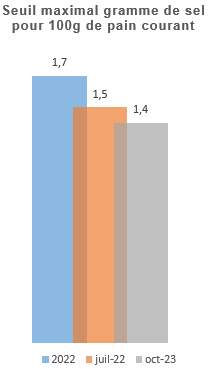 Seuil maximal gramme de sel
pour 100g de pain courant
1,7
1,5
1,4
2022 juil-22 oct-23